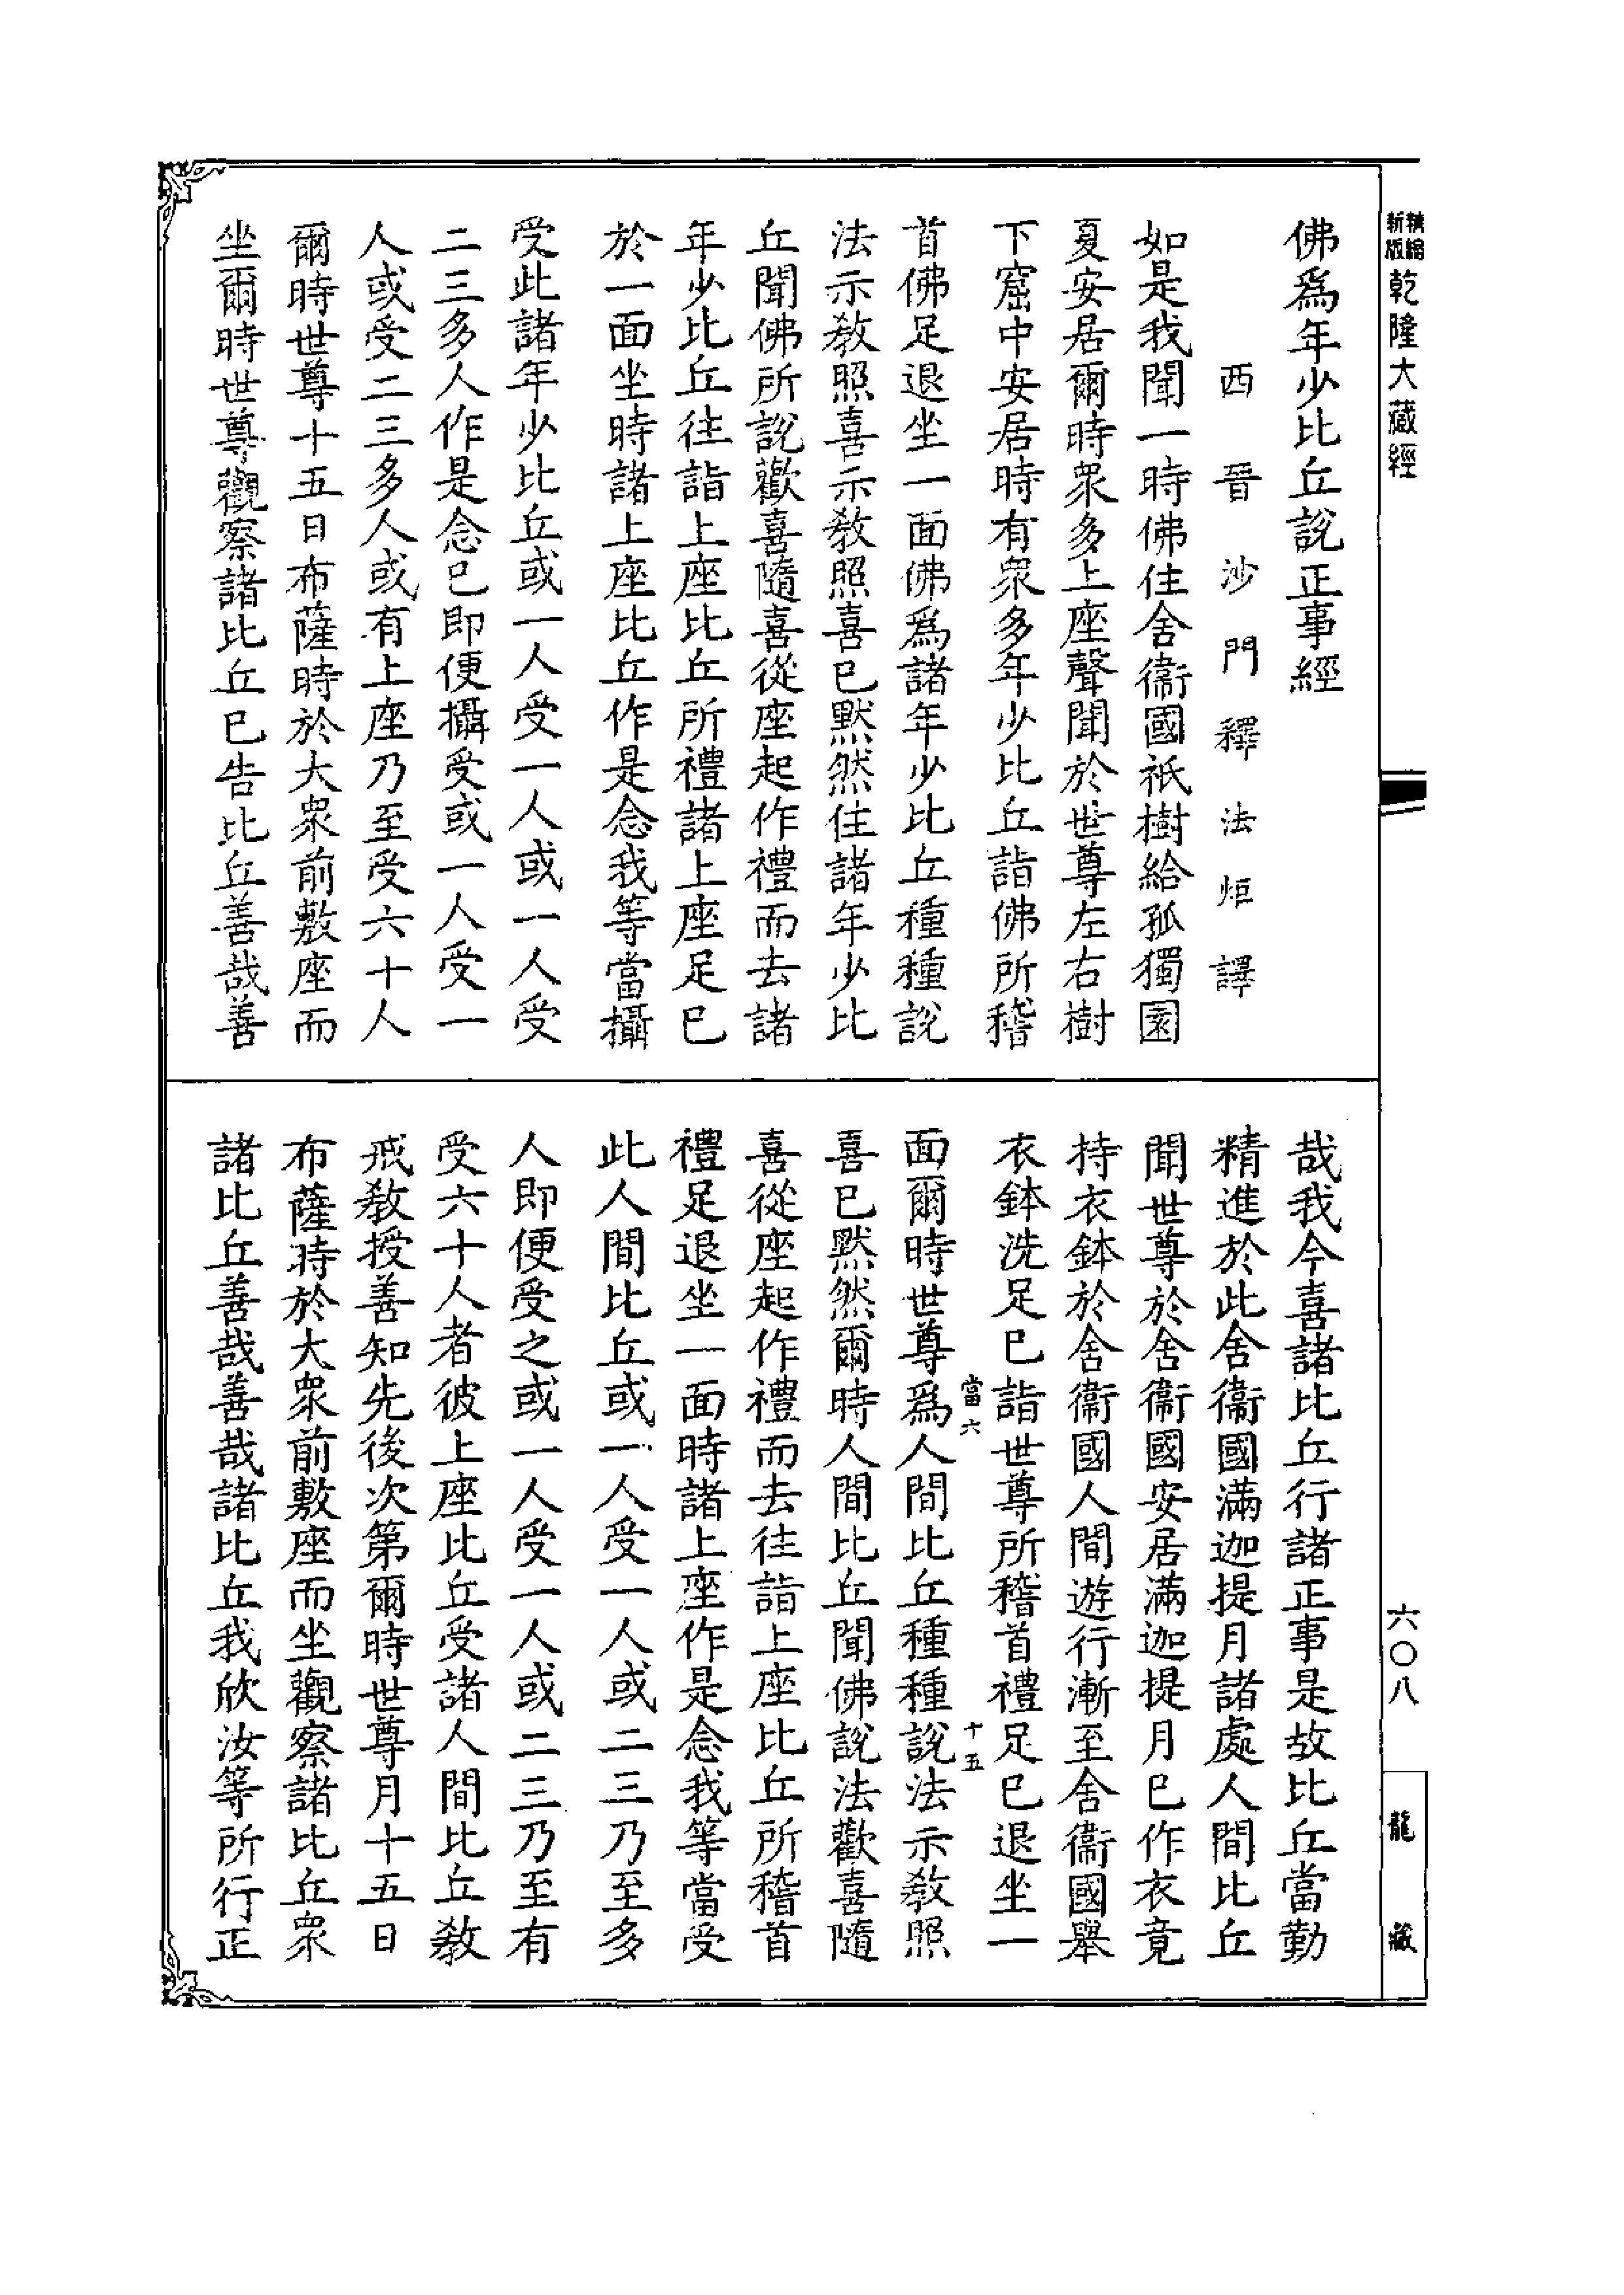 新版精縮乾隆大藏經
六〇八
龍藏
佛爲年少比丘說正事經
西晉沙門釋法炬譯
如是我聞一時佛住舍衞國祇樹給孤獨園
夏安居爾時衆多上座聲聞於世尊左右樹
下窟中安居時有衆多年少比丘詣佛所稽
首佛足退坐一面佛爲諸年少比丘種種說
法示教照喜示教照喜已默然住諸年少比
丘聞佛所說歡喜隨喜從座起作禮而去諸
年少比丘往詣上座比丘所禮諸上座足已
於一面坐時諸上座比丘作是念我等當攝
受此諸年少比丘或一人受一人或一人受
二三多人作是念已即便攝受或一人受一
人或受二三多人或有上座乃至受六十人
爾時世尊十五日布薩時於大衆前敷座而
坐爾時世尊觀察諸比丘已告比丘善哉善
哉我今喜諸比丘行諸正事是故比丘當勤
精進於此舍衞國滿迦提月諸處人間比丘
聞世尊於舍衞國安居滿迦提月已作衣竟
持衣鉢於舍衞國人間遊行漸至舍衞國舉
衣鉢洗足已詣世尊所稽首禮足已退坐一
當六
十五
面爾時世尊爲人間比丘種種說法示教照
喜已默然爾時人間比丘聞佛說法歡喜隨
喜從座起作禮而去往詣上座比丘所稽首
禮足退坐一面時諸上座作是念我等當受
此人間比丘或一人受一人或二三乃至多
人即便受之或一人受一人或二三乃至有
受六十人者彼上座比丘受諸人間比丘教
戒教授善知先後次第爾時世尊月十五日
布薩時於大衆前敷座而坐觀察諸比丘衆
諸比丘善哉善哉諸比丘我欣汝等所行正